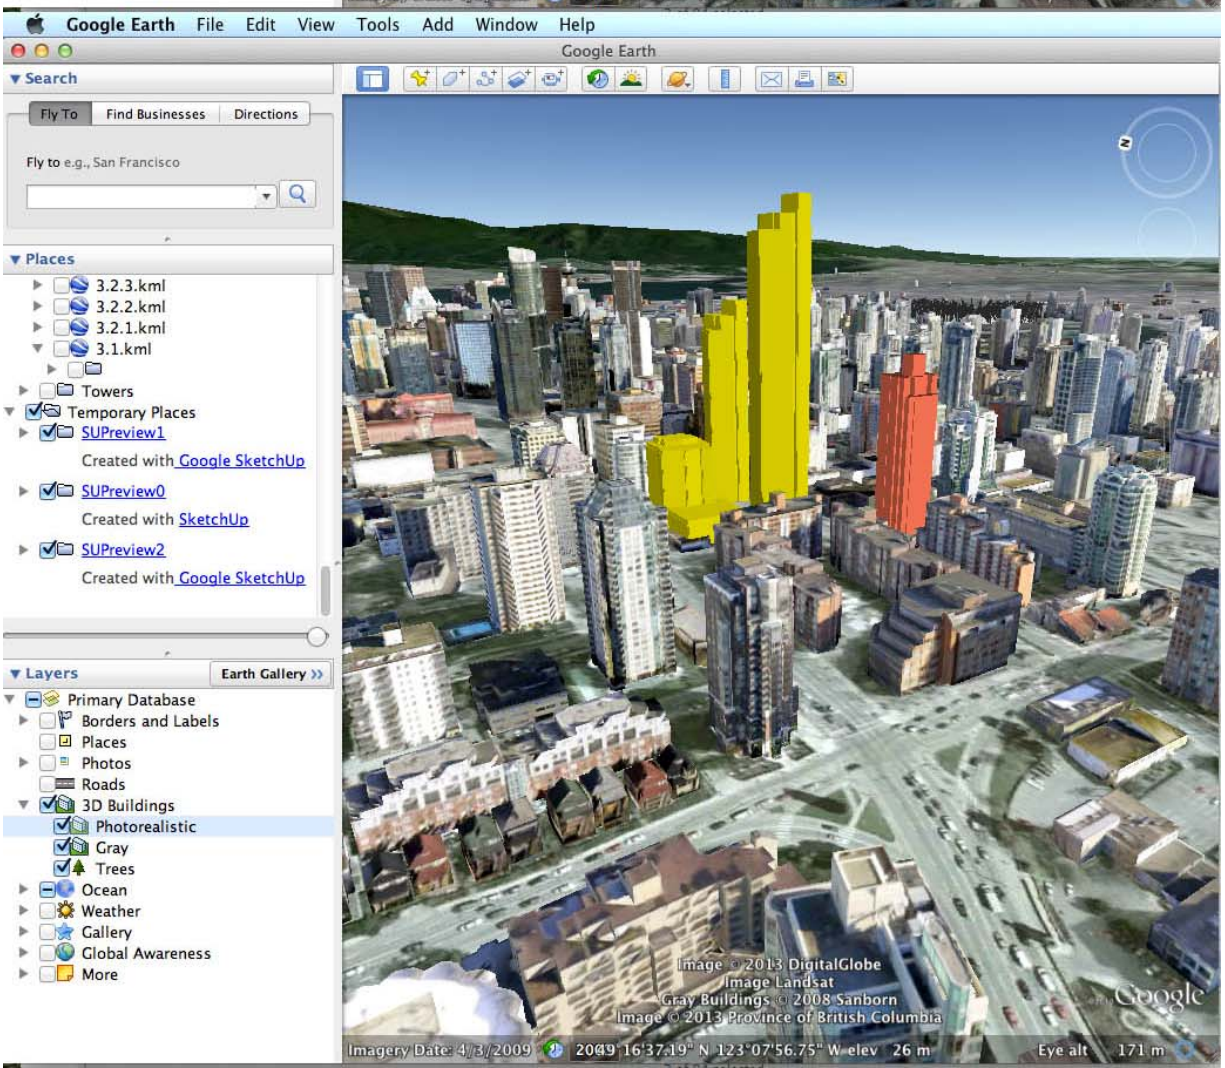 Google Earth File Edit View Tools Add Window Help
Google Earth
Search
Fly To Find Businesses Directions
Fly to e.g., San Francisco
Places
3.2.3.kml
3.2.2.kml
3.2.1.kml
3.1.kml
Towers
Temporary Places
SUPreview1
Created with Google SketchUp
SUPreview0
Created with SketchUp
SUPreview2
Created with Google SketchUp
Layers Earth Gallery >>
Primary Database
Borders and Labels
Places
Photos
Roads
3D Buildings
Photorealistic
Gray
Trees
Ocean
Weather
Gallery
Global Awareness
More
N
Image © 2013 DigitalGlobe
Image Landsat
Gray Buildings © 2008 Sanborn
Image © 2013 Province of British Columbia
Google
Imagery Date: 4/3/2009 49°16'37.19" N 123°07'56.75" W elev 26 m Eye alt 171 m